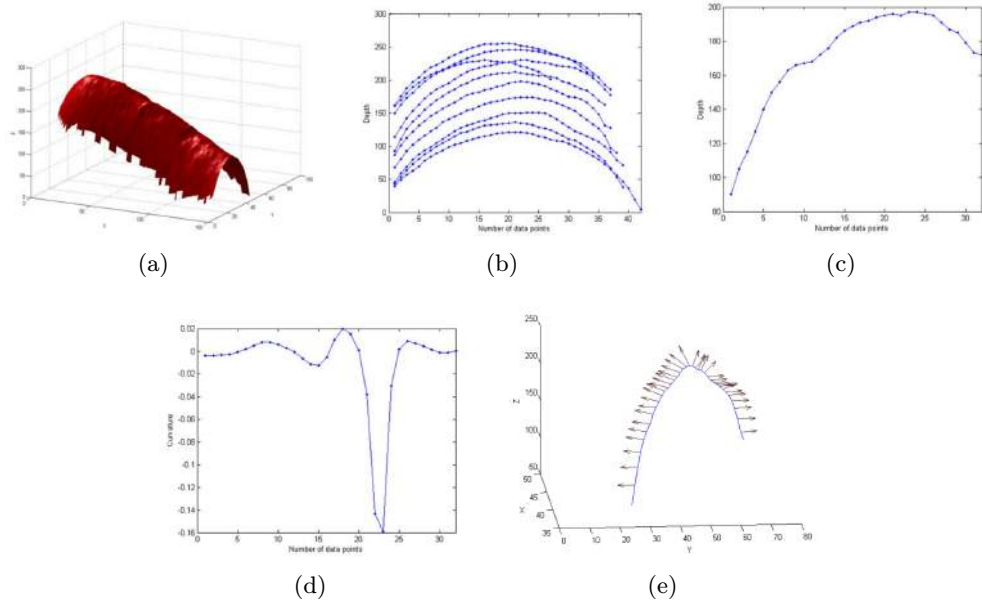 300
250
200
150
100
50
0
Depth
0 5 10 15 20 25 30 35 40
Number of data points
200
180
160
140
120
100
80
Depth
0 5 10 15 20 25 30
Number of data points
(a)
(b)
(c)
0.02
0
-0.02
-0.04
-0.06
-0.08
-0.1
-0.12
-0.14
-0.16
Curvature
0 5 10 15 20 25 30
Number of data points
250
200
150
100
50
Z
50
45
40
35
X
0 10 20 30 40 50 60 70 80
Y
(d)
(e)